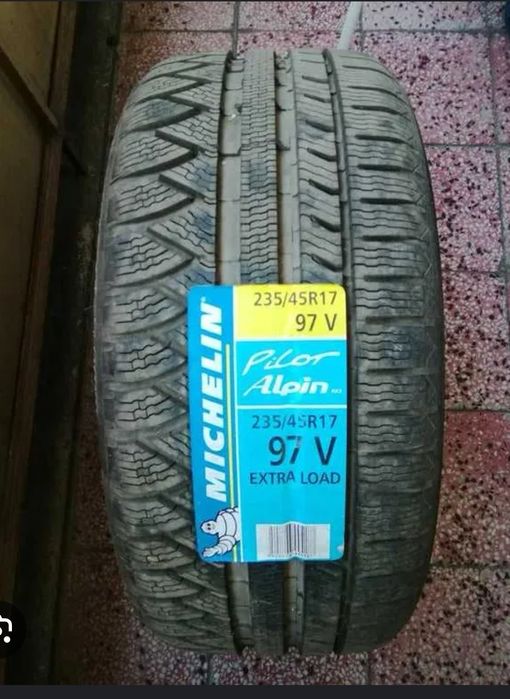 235/45R17
97 V
MICHELIN
Pilot
Alpin
235/45R17
97 V
EXTRA LOAD